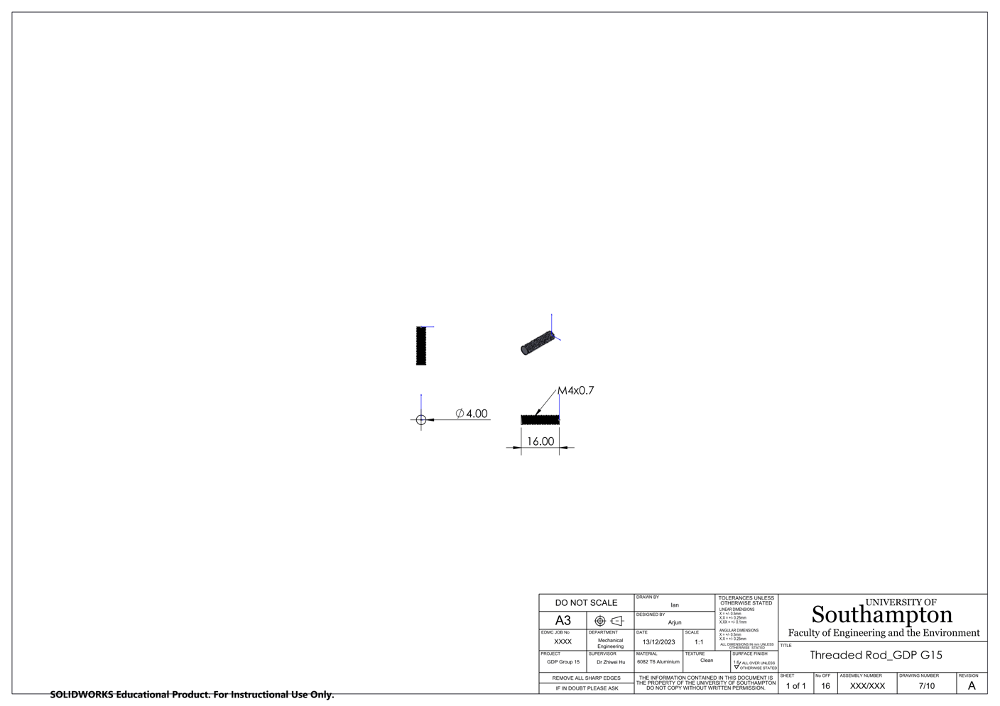 M4x0.7
Ø4.00
16.00
DO NOT SCALE
A3
EDMC JOB No
XXXX
DEPARTMENT
Mechanical
Engineering
PROJECT
GDP Group 15
SUPERVISOR
Dr Zhiwei Hu
REMOVE ALL SHARP EDGES
IF IN DOUBT PLEASE ASK
DRAWN BY
Ian
DESIGNED BY
Arjun
DATE
13/12/2023
SCALE
1:1
MATERIAL
6082 T6 Aluminium
TEXTURE
Clean
TOLERANCES UNLESS
OTHERWISE STATED
LINEAR DIMENSIONS
X = +/- 0.5mm
X.X = +/- 0.25mm
X.XX = +/- 0.1mm
ANGULAR DIMENSIONS
X = +/- 0.5mm
X.X = +/- 0.25mm
ALL DIMENSIONS IN mm UNLESS
OTHERWISE STATED
SURFACE FINISH
1.6 ALL OVER UNLESS
OTHERWISE STATED
THE INFORMATION CONTAINED IN THIS DOCUMENT IS
THE PROPERTY OF THE UNIVERSITY OF SOUTHAMPTON
DO NOT COPY WITHOUT WRITTEN PERMISSION.
UNIVERSITY OF
Southampton
Faculty of Engineering and the Environment
TITLE
Threaded Rod_GDP G15
SHEET
1 of 1
No OFF
16
ASSEMBLY NUMBER
XXX/XXX
DRAWING NUMBER
7/10
REVISION
A
SOLIDWORKS Educational Product. For Instructional Use Only.